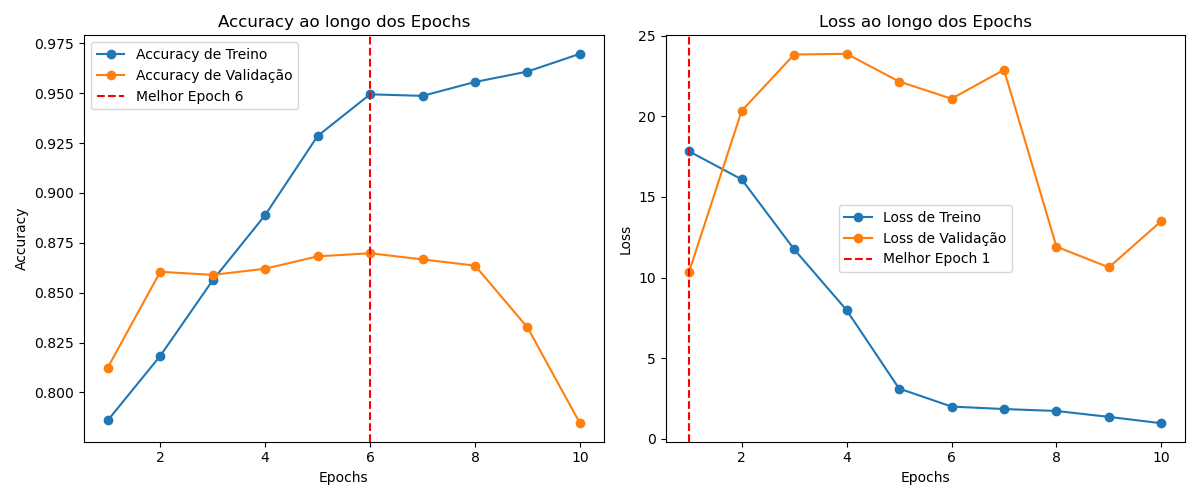 Accuracy ao longo dos Epochs
Accuracy de Treino
Accuracy de Validação
Melhor Epoch 6
Accuracy
0.975
0.950
0.925
0.900
0.875
0.850
0.825
0.800
2 4 6 8 10
Epochs
Loss ao longo dos Epochs
Loss
25
20
15
10
5
0
Loss de Treino
Loss de Validação
Melhor Epoch 1
2 4 6 8 10
Epochs